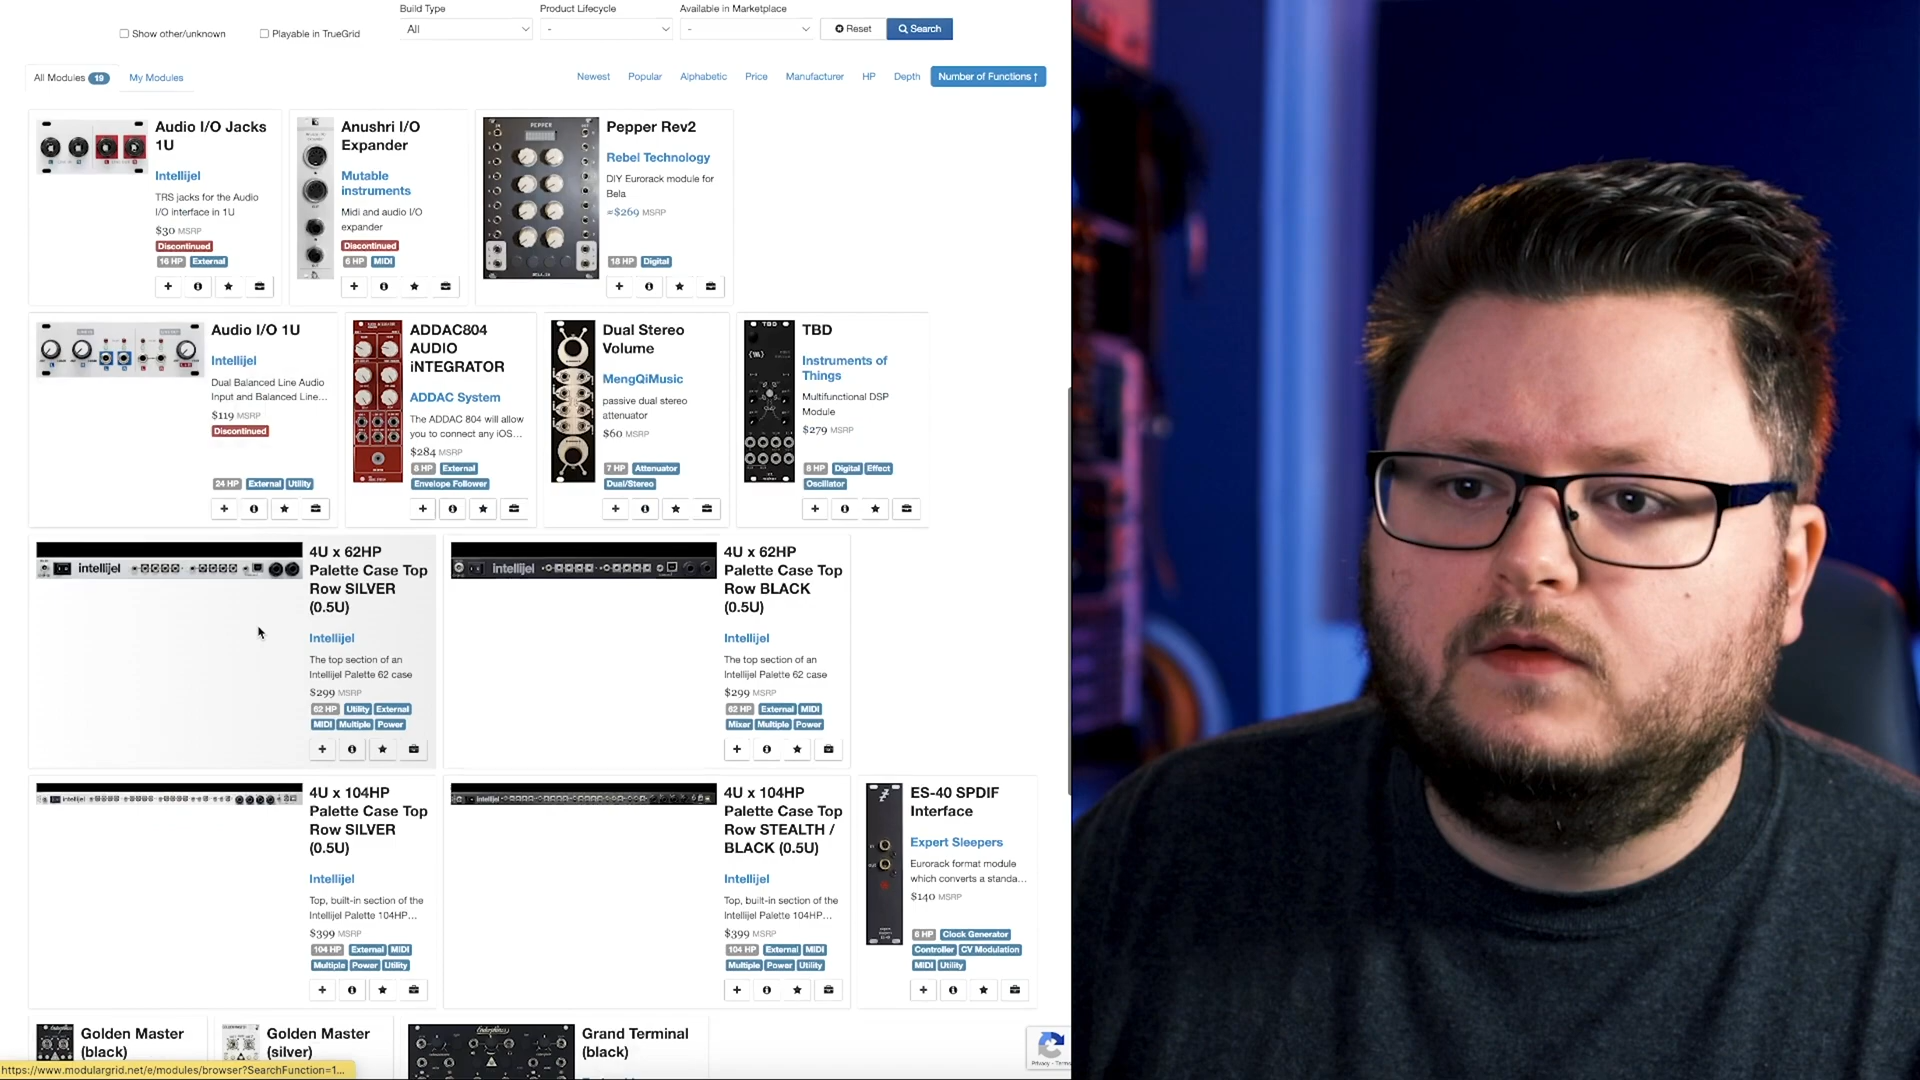 Build Type
Product Lifecycle
Available in Marketplace
Show other/unknown
Playable in TrueGrid
All
-
-
Reset
Search
All Modules 19
My Modules
Newest
Popular
Alphabetic
Price
Manufacturer
HP
Depth
Number of Functions ↑
Audio I/O Jacks
1U
Intellijel
TRS jacks for the Audio
I/O interface in 1U
$30 MSRP
Discontinued
16 HP External
Anushri I/O
Expander
Mutable
instruments
Midi and audio I/O
expander
Discontinued
6 HP MIDI
PEPPER
Pepper Rev2
Rebel Technology
DIY Eurorack module for
Bela
≈$269 MSRP
18 HP Digital
Audio I/O 1U
Intellijel
Dual Balanced Line Audio
Input and Balanced Line...
$119 MSRP
Discontinued
24 HP External Utility
ADDAC804
AUDIO
iNTEGRATOR
ADDAC System
The ADDAC 804 will allow
you to connect any iOS...
$284 MSRP
8 HP External
Envelope Follower
Dual Stereo
Volume
MengQiMusic
passive dual stereo
attenuator
$60 MSRP
7 HP Attenuator
Dual/Stereo
TBD
TBD
Instruments of
Things
Multifunctional DSP
Module
$279 MSRP
8 HP Digital Effect
Oscillator
intellijel
4U x 62HP
Palette Case Top
Row SILVER
(0.5U)
Intellijel
The top section of an
Intellijel Palette 62 case
$299 MSRP
62 HP Utility External
MIDI Multiple Power
intellijel
4U x 62HP
Palette Case Top
Row BLACK
(0.5U)
Intellijel
The top section of an
Intellijel Palette 62 case
$299 MSRP
62 HP External MIDI
Mixer Multiple Power
intellijel
4U x 104HP
Palette Case Top
Row SILVER
(0.5U)
Intellijel
Top, built-in section of the
Intellijel Palette 104HP...
$399 MSRP
104 HP External MIDI
Multiple Power Utility
intellijel
4U x 104HP
Palette Case Top
Row STEALTH /
BLACK (0.5U)
Intellijel
Top, built-in section of the
Intellijel Palette 104HP...
$399 MSRP
104 HP External MIDI
Multiple Power Utility
ES-40 SPDIF
Interface
Expert Sleepers
Eurorack format module
which converts a standa...
$140 MSRP
6 HP Clock Generator
Controller CV Modulation
MIDI Utility
Golden Master
(black)
Golden Master
(silver)
Grand Terminal
(black)
Privacy - Terms
https://www.modulargrid.net/e/modules/browser?SearchFunction=1...